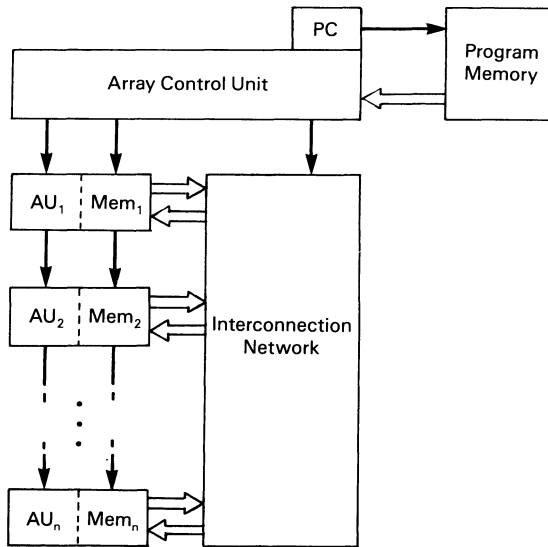 PC
Program
Memory
Array Control Unit
AU₁ Mem₁
AU₂ Mem₂
Interconnection
Network
AUₙ Memₙ